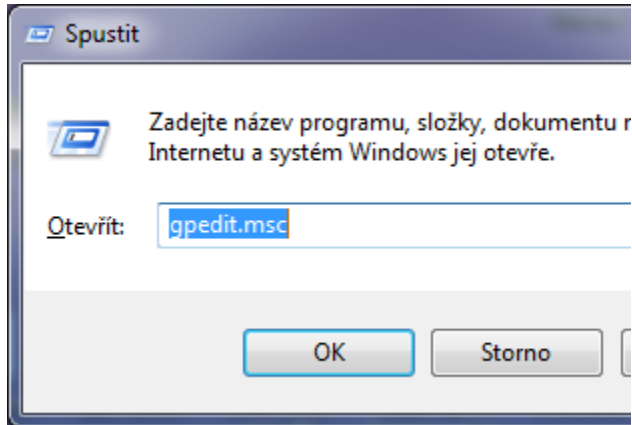 Spustit
Zadejte název programu, složky, dokumentu
Internetu a systém Windows jej otevře.
Otevřít:
gpedit.msc
OK
Storno